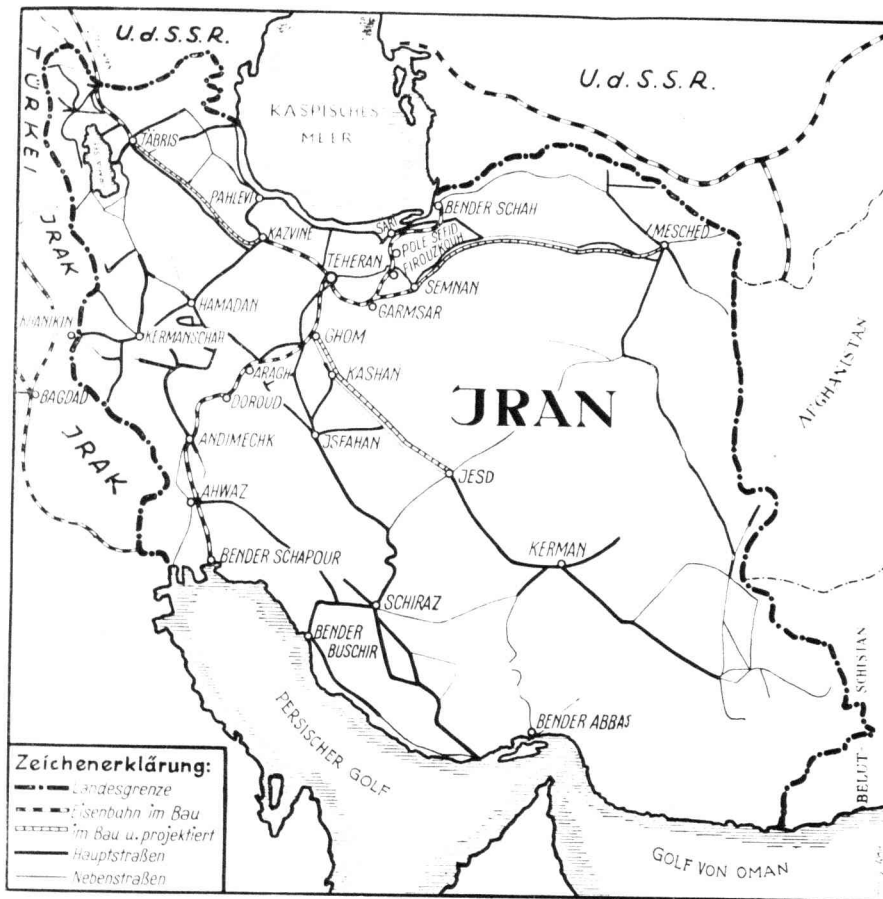 U.d.S.S.R.
U.d.S.S.R.
TÜRKEI
KASPISCHES
MEER
TÄBRIS
PAHLEVI
BENDER SCHAH
SARI
KAZVINE
POLE SEFID
FIROUZKOUH
MESCHED
TEHERAN
SEMNAN
GARMSAR
JRAK
HAMADAN
KHANIKIN
KERMANSCHAH
GHOM
ARAGH
KASHAN
JRAN
AFGHANISTAN
BAGDAD
DOROUD
JRAK
ANDIMECHK
JSFAHAN
JESD
AHWAZ
KERMAN
BENDER SCHAPOUR
SCHIRAZ
BENDER
BUSCHIR
BENDER ABBAS
PERSISCHER GOLF
BELUT-
SCHISTAN
GOLF VON OMAN
Zeichenerklärung:
Landesgrenze
Eisenbahn im Bau
im Bau u. projektiert
Hauptstraßen
Nebenstraßen